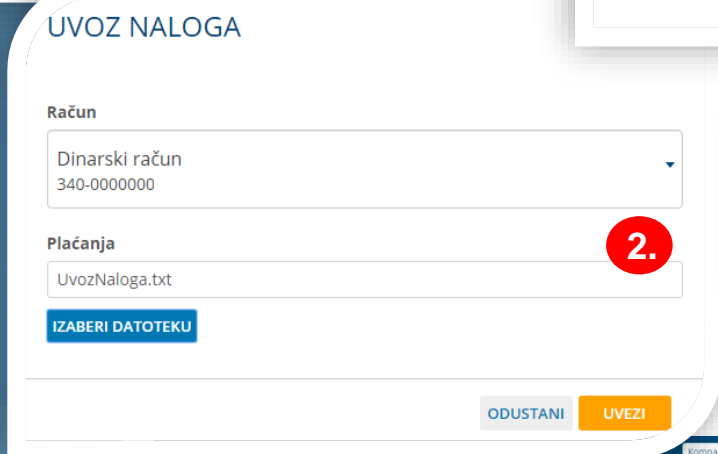 UVOZ NALOGA
Račun
Dinarski račun
340-0000000
Plaćanja
2.
UvozNaloga.txt
IZABERI DATOTEKU
ODUSTANI
UVEZI